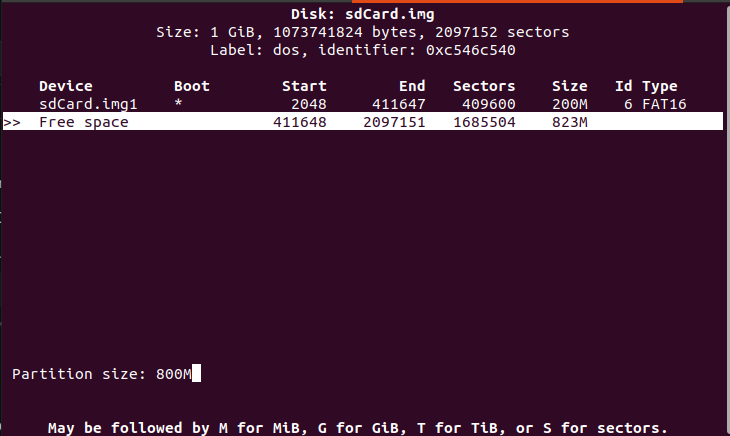 Disk: sdCard.img
Size: 1 GiB, 1073741824 bytes, 2097152 sectors
Label: dos, identifier: 0xc546c540
Device Boot Start End Sectors Size Id Type
sdCard.img1 * 2048 411647 409600 200M 6 FAT16
>> Free space 411648 2097151 1685504 823M
Partition size: 800M
May be followed by M for MiB, G for GiB, T for TiB, or S for sectors.